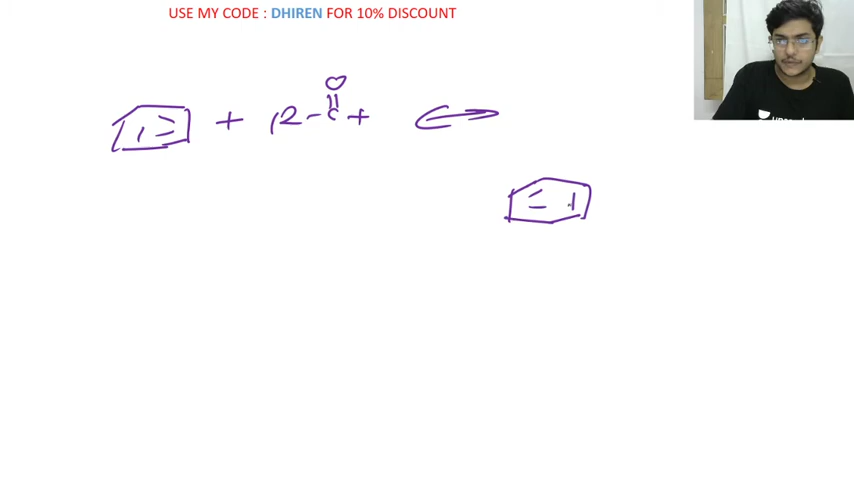 USE MY CODE : DHIREN FOR 10% DISCOUNT
+ R - C +
O